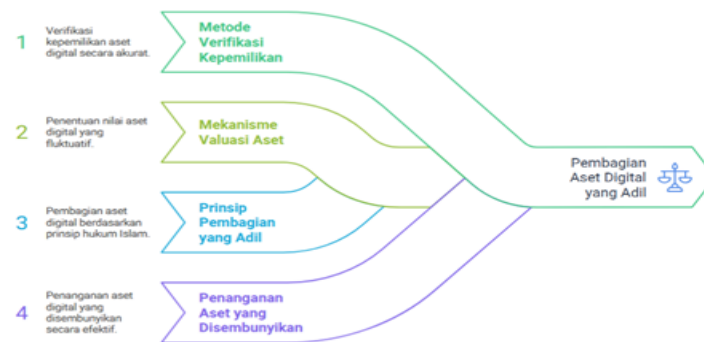 1
Verifikasi
kepemilikan aset
digital secara akurat.
Metode
Verifikasi
Kepemilikan
2
Penentuan nilai aset
digital yang
fluktuatif.
Mekanisme
Valuasi Aset
3
Pembagian aset
digital berdasarkan
prinsip hukum Islam.
Prinsip
Pembagian
yang Adil
4
Penanganan aset
digital yang
disembunyikan
secara efektif.
Penanganan
Aset yang
Disembunyikan
Pembagian
Aset Digital
yang Adil